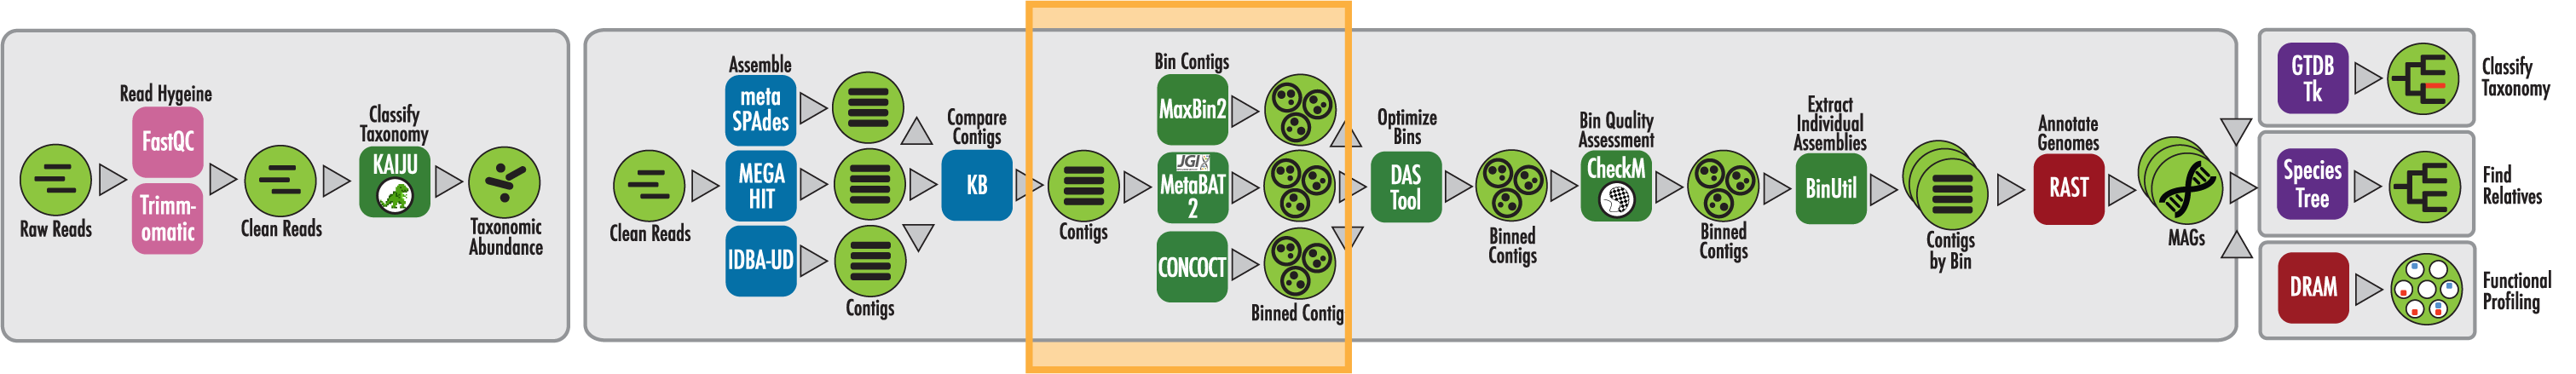 Read Hygeine
FastQC
Trimm-
omatic
Raw Reads
Clean Reads
Classify
Taxonomy
KAIJU
Taxonomic
Abundance
Clean Reads
Assemble
meta
SPAdes
MEGA
HIT
IDBA-UD
Contigs
Compare
Contigs
KB
Contigs
Bin Contigs
MaxBin2
JGI
MetaBAT
2
CONCOCT
Binned Contig
Optimize
Bins
DAS
Tool
Binned
Contigs
Bin Quality
Assessment
CheckM
Binned
Contigs
Extract
Individual
Assemblies
BinUtil
Contigs
by Bin
Annotate
Genomes
RAST
MAGs
GTDB
Tk
Classify
Taxonomy
Species
Tree
Find
Relatives
DRAM
Functional
Profiling